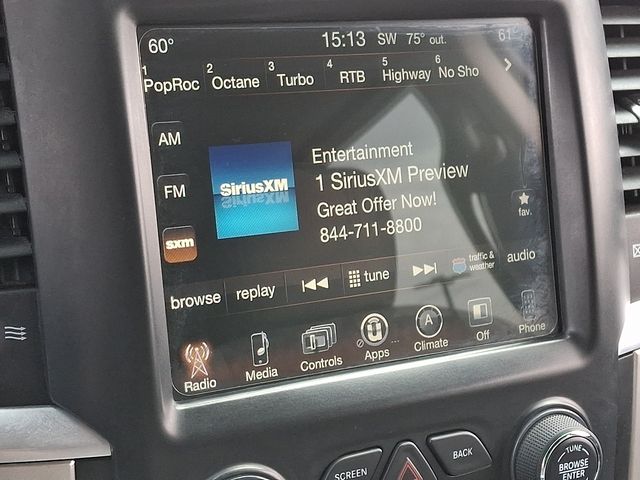 60° 15:13 SW 75° out. 61°
1 PopRoc 2 Octane 3 Turbo 4 RTB 5 Highway 6 No Sho
AM
FM
sxm
SiriusXM
Entertainment
1 SiriusXM Preview
Great Offer Now!
844-711-8800
fav.
browse replay tune traffic & weather audio
Radio Media Controls Apps A Climate Off Phone
SCREEN BACK
TUNE
BROWSE
ENTER